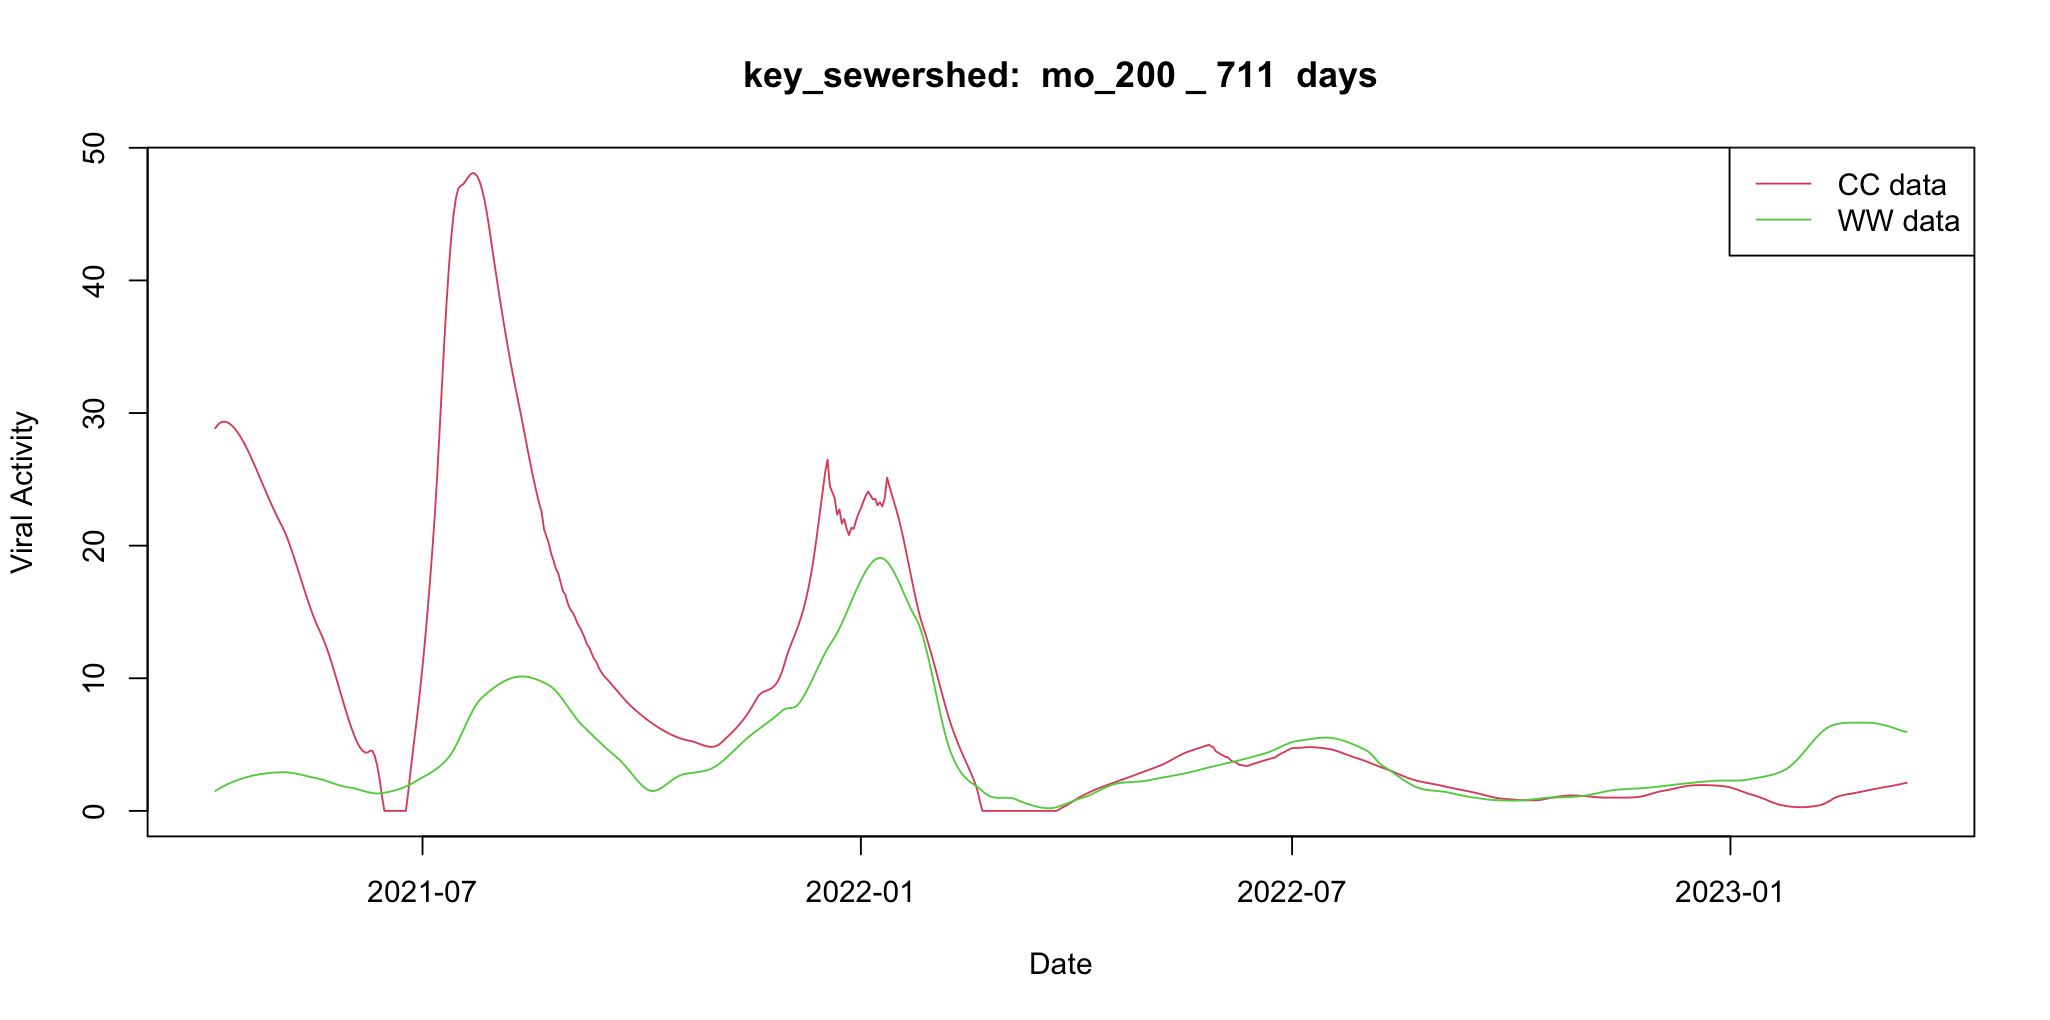 key_sewershed: mo_200 _ 711 days
50
40
30
20
10
0
Viral Activity
CC data
WW data
2021-07
2022-01
2022-07
2023-01
Date